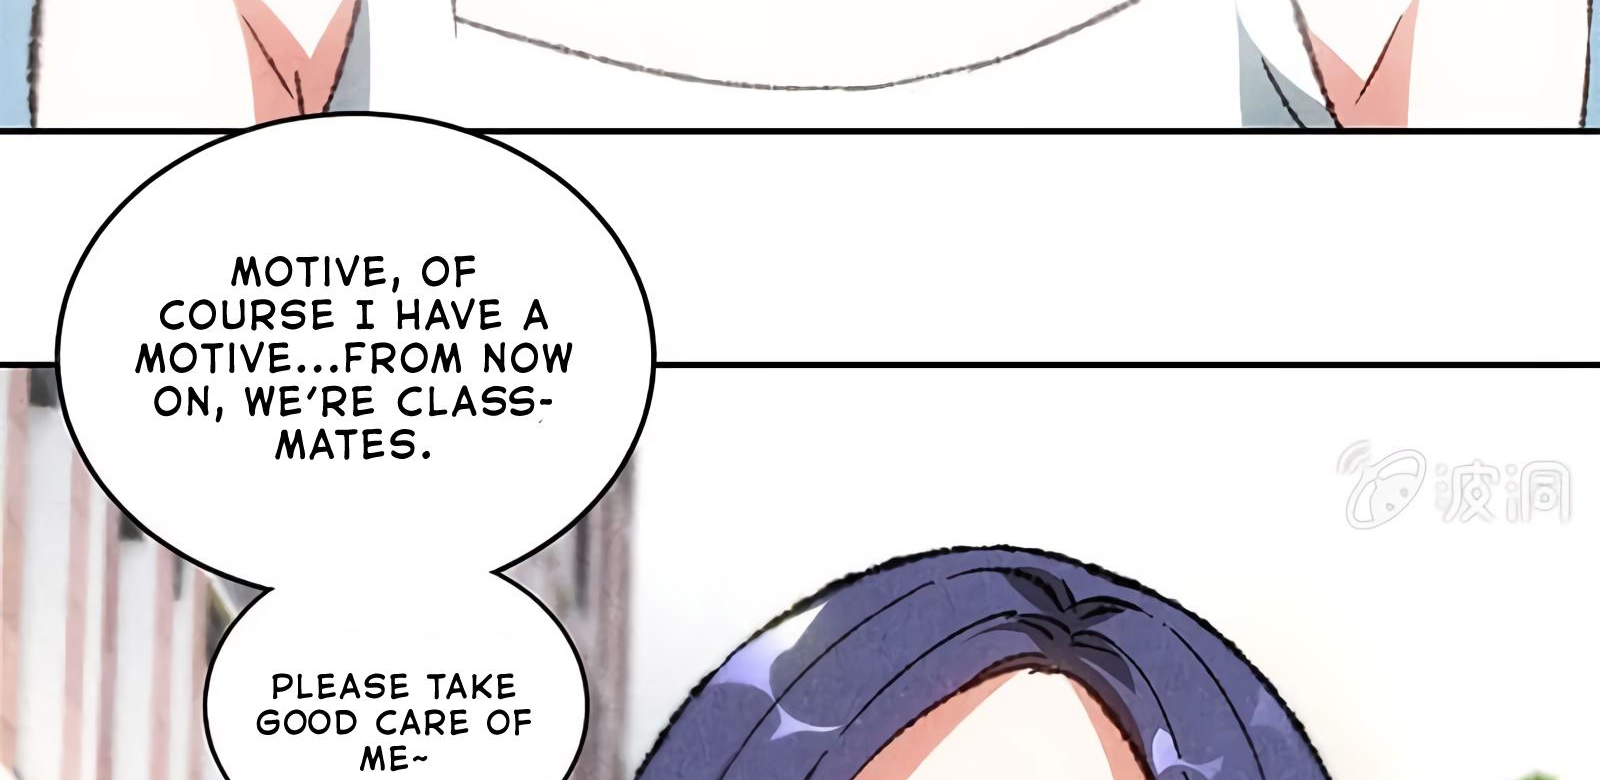 MOTIVE, OF
COURSE I HAVE A
MOTIVE...FROM NOW
ON, WE'RE CLASS-
MATES.
波洞
PLEASE TAKE
GOOD CARE OF
ME~